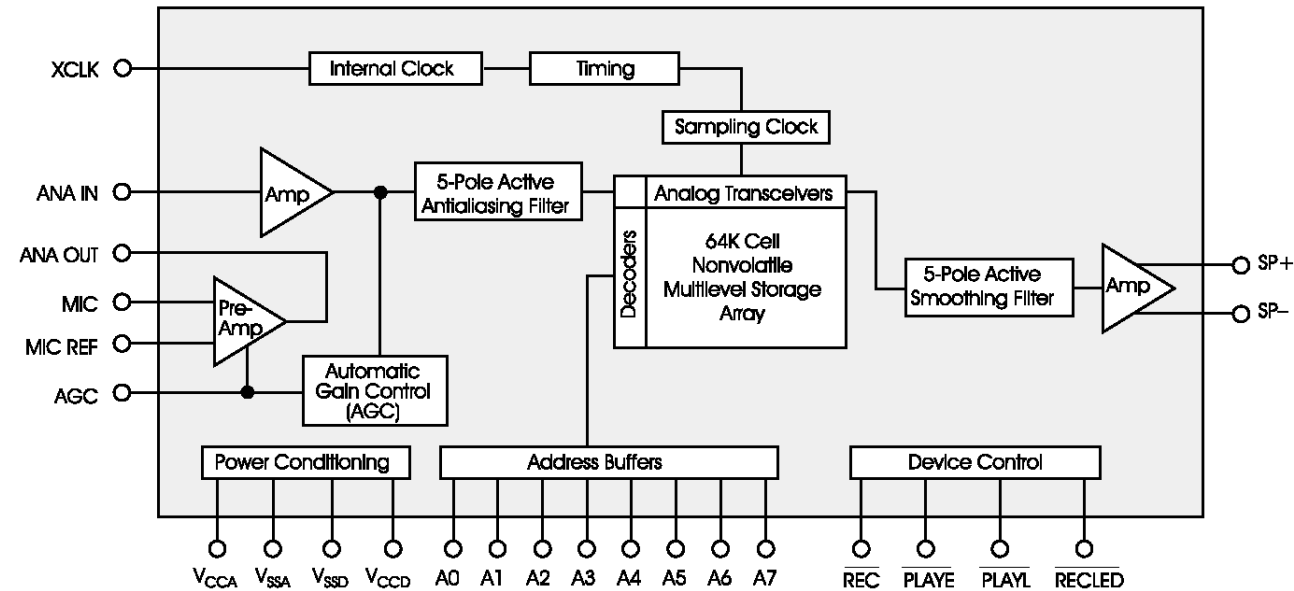 XCLK
Internal Clock
Timing
Sampling Clock
ANA IN
Amp
5-Pole Active
Antialiasing Filter
Analog Transceivers
Decoders
64K Cell
Nonvolatile
Multilevel Storage
Array
ANA OUT
MIC
Pre-
Amp
MIC REF
AGC
Automatic
Gain Control
(AGC)
5-Pole Active
Smoothing Filter
Amp
SP+
SP–
Power Conditioning
Address Buffers
Device Control
VCCA VSSA VSSD VCCD A0 A1 A2 A3 A4 A5 A6 A7 REC PLAYE PLAYL RECLED